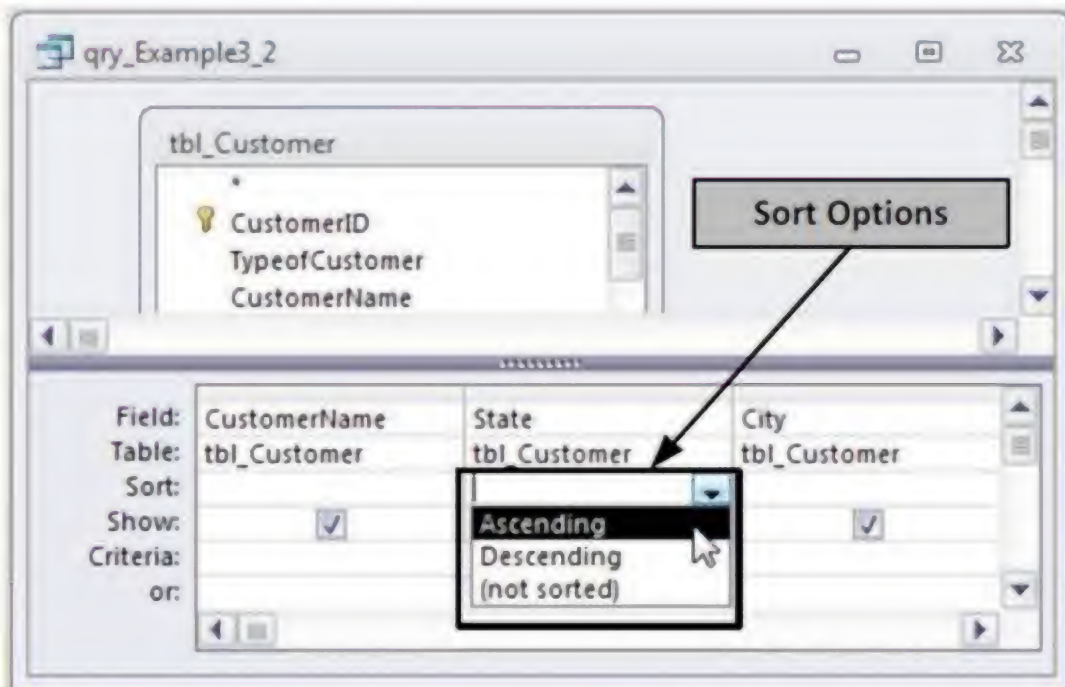 qry_Example3_2
tbl_Customer
*
CustomerID
TypeofCustomer
CustomerName
Sort Options
Field: CustomerName State City
Table: tbl_Customer tbl_Customer tbl_Customer
Sort:
Show: Ascending
Criteria: Descending
or: (not sorted)